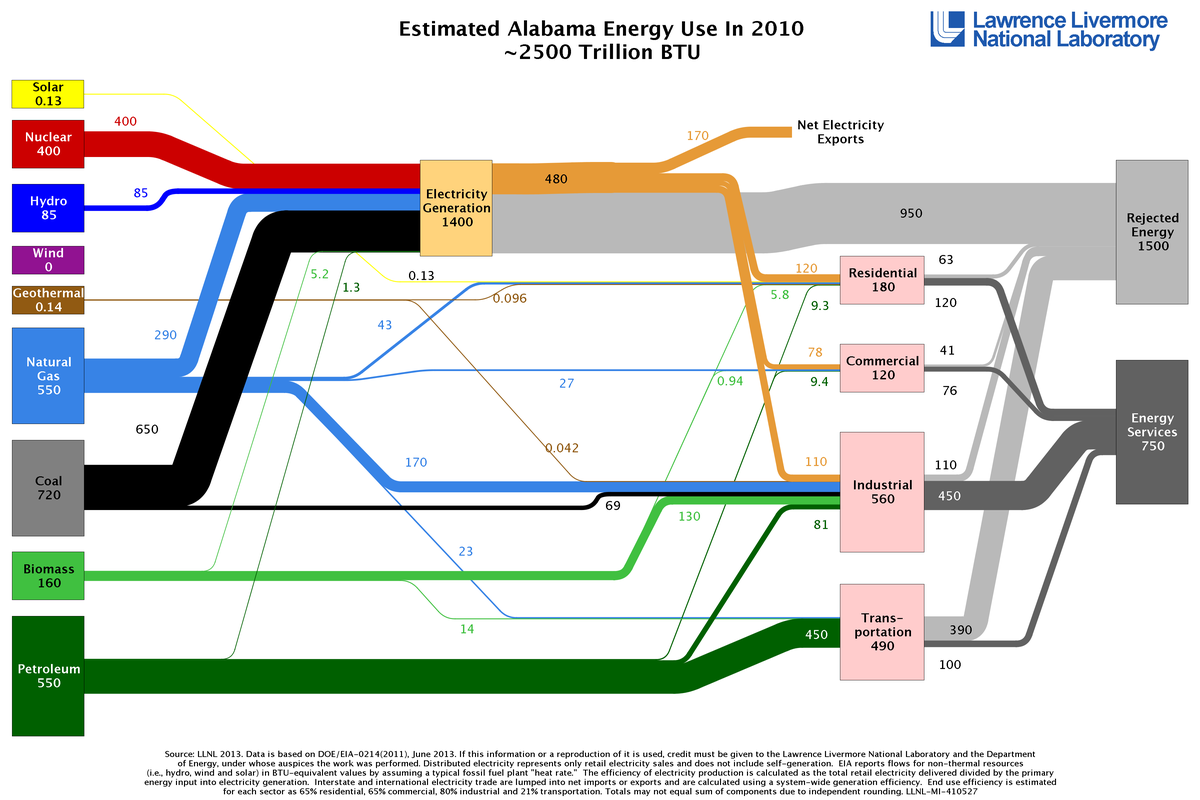 Estimated Alabama Energy Use In 2010
~2500 Trillion BTU
Lawrence Livermore
National Laboratory
Solar
0.13
Nuclear
400
400
Hydro
85
85
Wind
0
Geothermal
0.14
Natural
Gas
550
290
Coal
720
650
Biomass
160
Petroleum
550
Electricity
Generation
1400
480
170
Net Electricity
Exports
950
Rejected
Energy
1500
5.2
1.3
0.13
0.096
43
27
170
0.042
69
23
14
130
0.94
120
5.8
9.3
78
9.4
110
81
450
Residential
180
63
120
Commercial
120
41
76
Industrial
560
110
450
Trans-
portation
490
390
100
Energy
Services
750
Source: LLNL 2013. Data is based on DOE/EIA-0214(2011), June 2013. If this information or a reproduction of it is used, credit must be given to the Lawrence Livermore National Laboratory and the Department
of Energy, under whose auspices the work was performed. Distributed electricity represents only retail electricity sales and does not include self-generation. EIA reports flows for non-thermal resources
(i.e., hydro, wind and solar) in BTU-equivalent values by assuming a typical fossil fuel plant "heat rate." The efficiency of electricity production is calculated as the total retail electricity delivered divided by the primary
energy input into electricity generation. Interstate and international electricity trade are lumped into net imports or exports and are calculated using a system-wide generation efficiency. End use efficiency is estimated
for each sector as 65% residential, 65% commercial, 80% industrial and 21% transportation. Totals may not equal sum of components due to independent rounding. LLNL-MI-410527